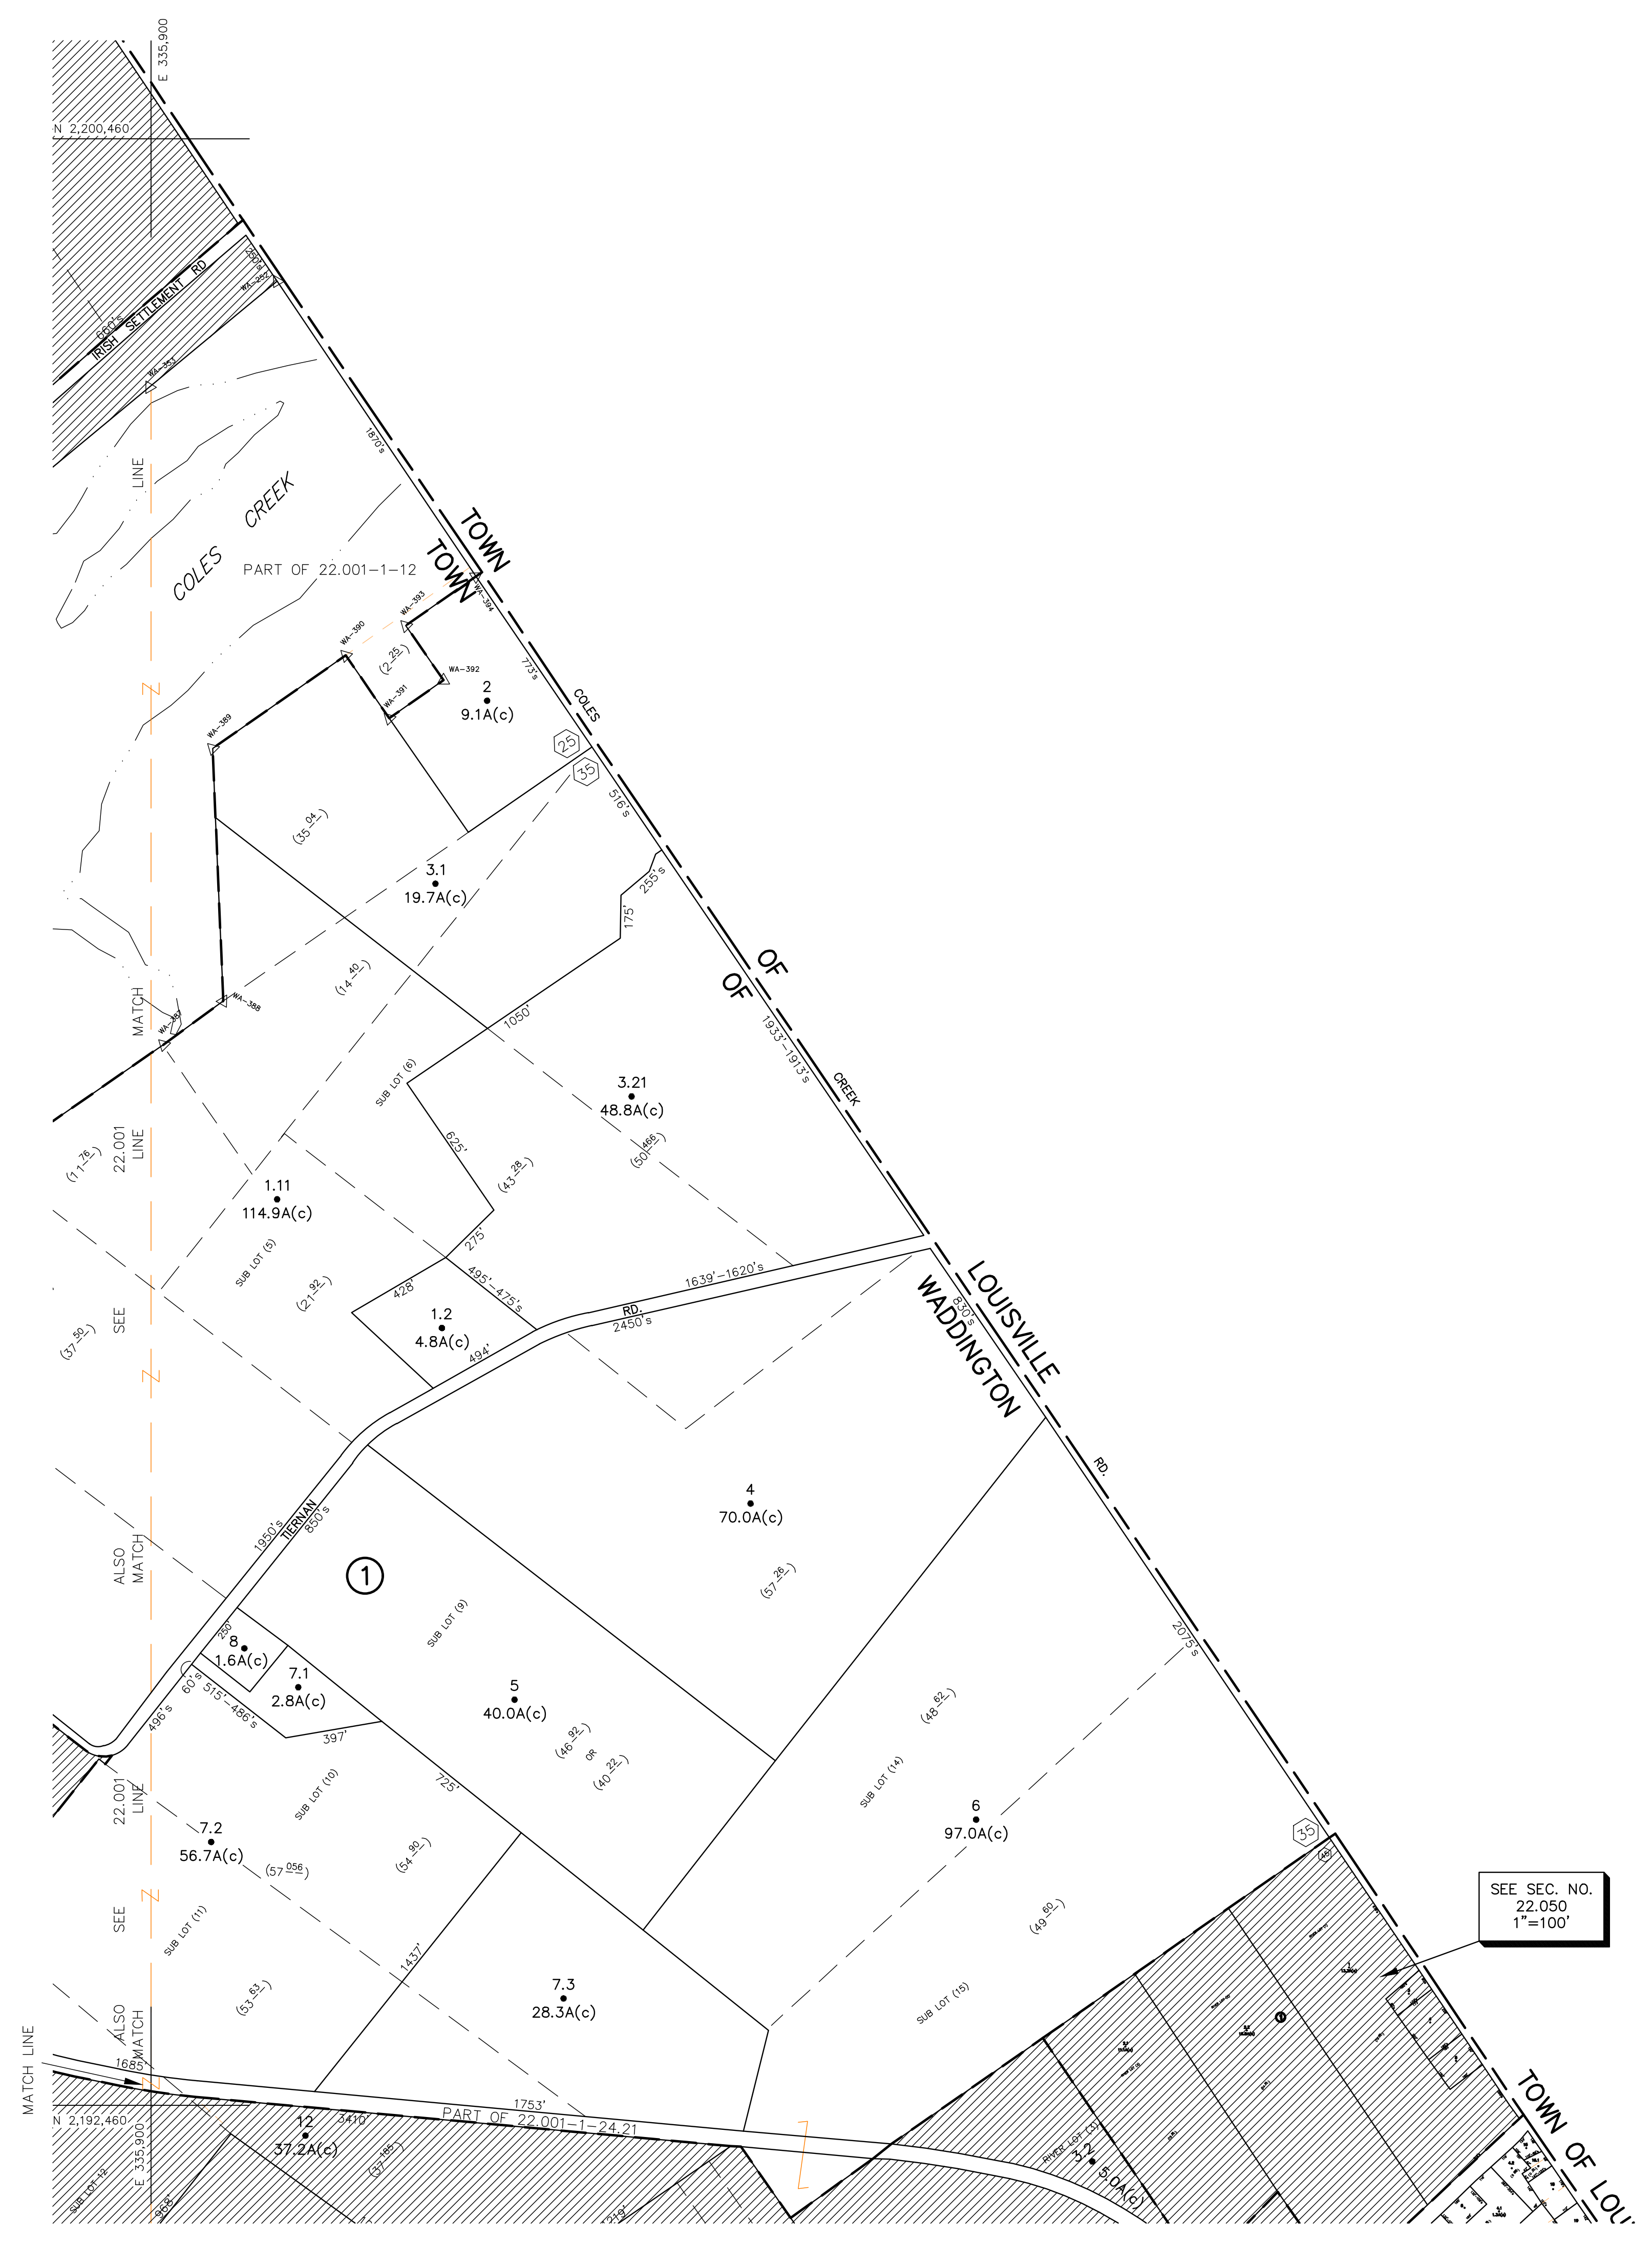 E 335,900
N 2,200,460
250's
WA-252
IRISH SETTLEMENT RD
660's
WA-353
LINE
1870's
COLES CREEK
TOWN
TOWN
PART OF 22.001-1-12
WA-393
WA-394
WA-390
(2 25)
WA-392
773's
2
9.1A(c)
WA-391
COLES
WA-389
25
35
516's
(35 04)
3.1
19.7A(c)
255's
175'
OF
OF
(14 40)
MATCH
WA-388
WA-387
1050'
1933'-1913's
SUB LOT (6)
3.21
48.8A(c)
CREEK
22.001
LINE
625'
(50 466)
(11 76)
(43 28)
1.11
114.9A(c)
275'
SUB LOT (5)
495'-475's
1639'-1620's
LOUISVILLE
WADDINGTON
(21 92)
428'
830's
SEE
1.2
4.8A(c)
RD.
2450's
(37 50)
494'
RD.
4
70.0A(c)
1950's
TIERNAN
850's
ALSO
MATCH
1
(57 26)
SUB LOT (9)
250'
2075's
8
1.6A(c)
7.1
2.8A(c)
60's
5
40.0A(c)
515'-486's
496's
397'
(46 92)
OR
(40 22)
(48 62)
725'
SUB LOT (10)
SUB LOT (14)
22.001
LINE
6
97.0A(c)
35
(45)
7.2
56.7A(c)
(57 056)
(54 90)
SEE SEC. NO.
22.050
1"=100'
SEE
SUB LOT (11)
(49 60)
1437'
(53 63)
7.3
28.3A(c)
SUB LOT (15)
ALSO
MATCH
MATCH LINE
1685'
1753'
N 2,192,460
12
37.2A(c)
3410'
PART OF 22.001-1-24.21
E 335,900
(37 185)
RIVER LOT (3)
3.2
5.0A(c)
SUB LOT 12
968'
219'
TOWN OF LOUI